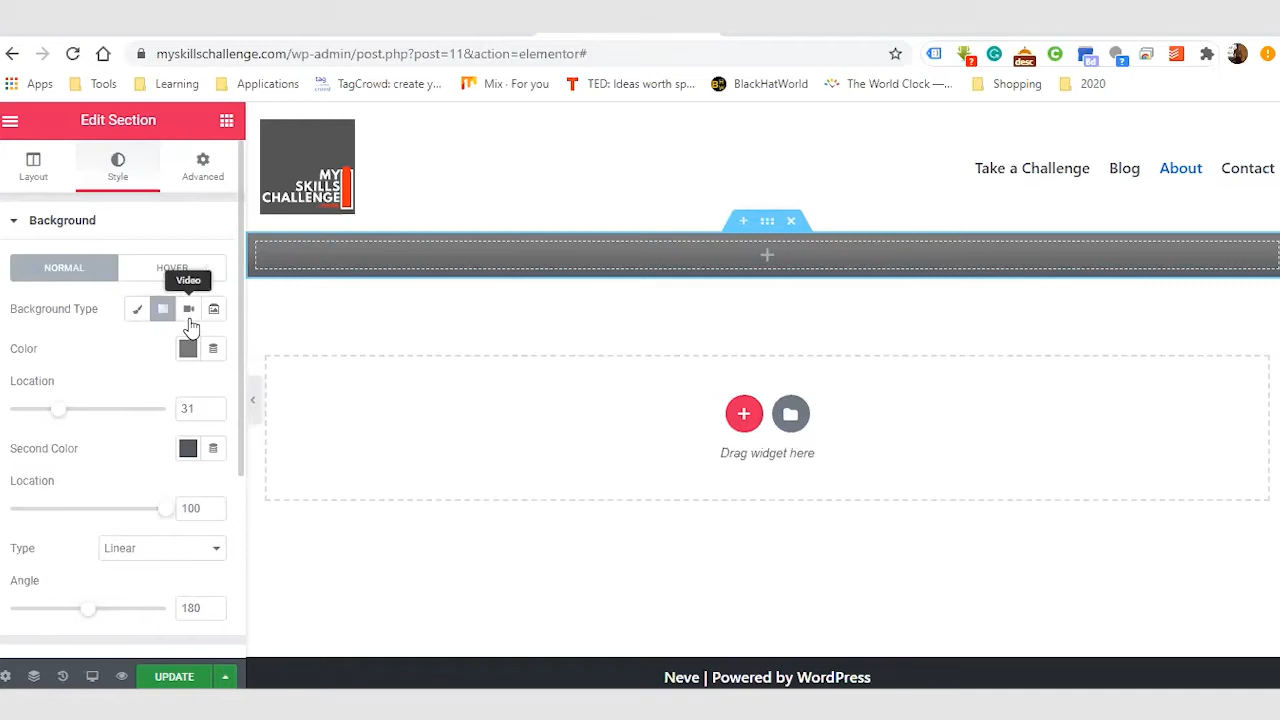 myskillschallenge.com/wp-admin/post.php?post=11&action=elementor#
desc
Bd
?
?
Apps
Tools
Learning
Applications
TagCrowd: create y...
Mix · For you
TED: Ideas worth sp...
BlackHatWorld
The World Clock —...
Shopping
2020
Edit Section
Layout
Style
Advanced
MY
SKILLS
CHALLENGE
Take a Challenge
Blog
About
Contact
Background
NORMAL
HOVER
Video
Background Type
Color
Location
31
Second Color
Location
100
Type
Linear
Angle
180
Drag widget here
UPDATE
Neve | Powered by WordPress